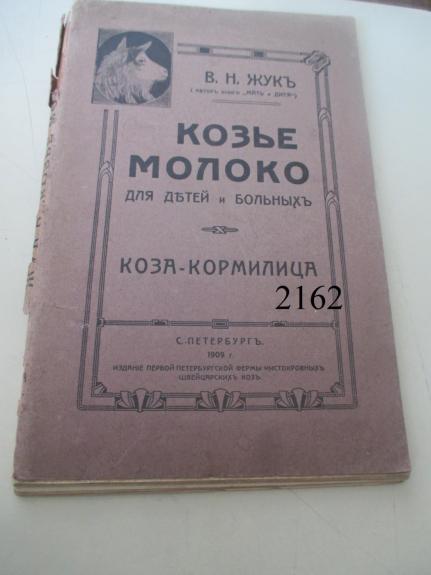 В. Н. ЖУКЪ
(АВТОРЪ КНИГИ „МАТЬ и ДИТЯ“)
КОЗЬЕ
МОЛОКО
ДЛЯ ДѢТЕЙ и БОЛЬНЫХЪ
КОЗА-КОРМИЛИЦА
2162
С. ПЕТЕРБУРГЪ.
1909 г.
ИЗДАНІЕ ПЕРВОЙ ПЕТЕРБУРГСКОЙ ФЕРМЫ ЧИСТОКРОВНЫХЪ
ШВЕЙЦАРСКИХЪ КОЗЪ.